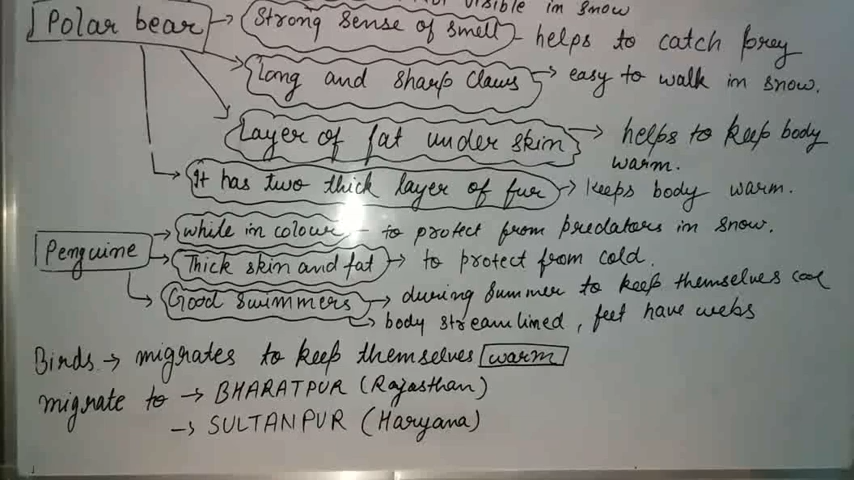 visible in snow
Polar bear → Strong sense of smell - helps to catch prey
Long and sharp claws → easy to walk in snow.
Layer of fat under skin → helps to keep body
warm.
It has two thick layer of fur → keeps body warm.
Penguine → while in colour - to protect from predators in snow.
→ Thick skin and fat → to protect from cold.
→ Good swimmers → during summer to keep themselves cool
→ body streamlined, feet have webs
Birds → migrates to keep themselves warm
migrate to → BHARATPUR (Rajasthan)
→ SULTANPUR (Haryana)